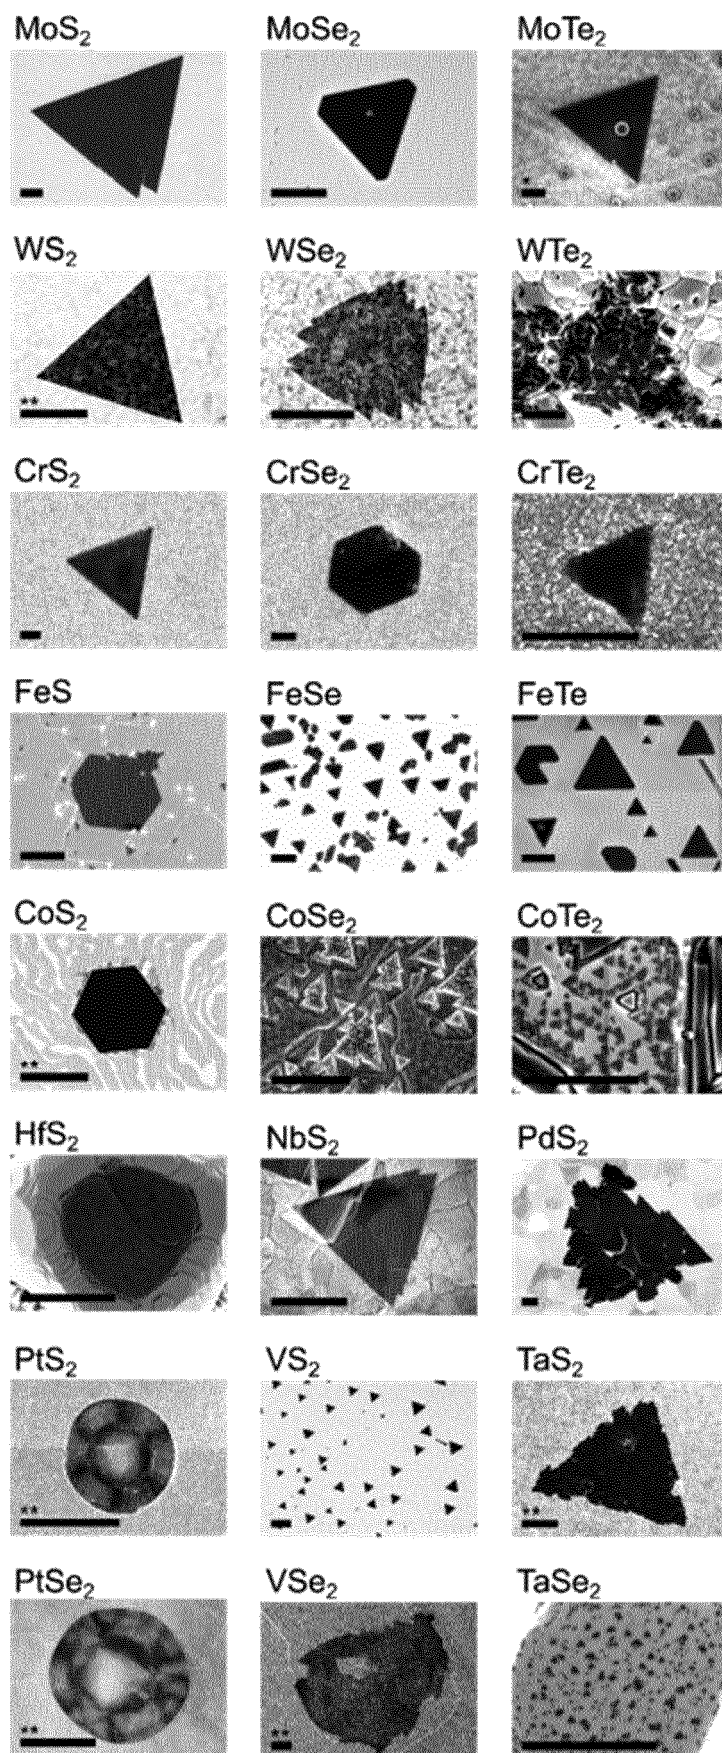 MoS₂ MoSe₂ MoTe₂
*
WS₂ WSe₂ WTe₂
**
CrS₂ CrSe₂ CrTe₂
FeS FeSe FeTe
CoS₂ CoSe₂ CoTe₂
**
HfS₂ NbS₂ PdS₂
PtS₂ VS₂ TaS₂
** **
PtSe₂ VSe₂ TaSe₂
** **